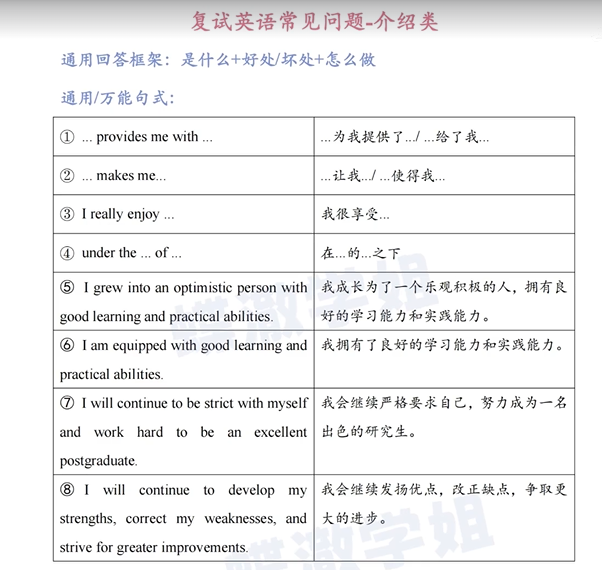 复试英语常见问题-介绍类
通用回答框架：是什么+好处/坏处+怎么做
通用/万能句式：
① ... provides me with ...
...为我提供了.../ ...给了我...
② ... makes me...
...让我.../ ...使得我...
③ I really enjoy ...
我很享受...
④ under the ... of ...
在...的...之下
⑤ I grew into an optimistic person with
good learning and practical abilities.
我成长为了一个乐观积极的人，拥有良
好的学习能力和实践能力。
⑥ I am equipped with good learning and
practical abilities.
我拥有了良好的学习能力和实践能力。
⑦ I will continue to be strict with myself
and work hard to be an excellent
postgraduate.
我会继续严格要求自己，努力成为一名
出色的研究生。
⑧ I will continue to develop my
strengths, correct my weaknesses, and
strive for greater improvements.
我会继续发扬优点，改正缺点，争取更
大的进步。
蝶澈学姐
蝶澈学姐